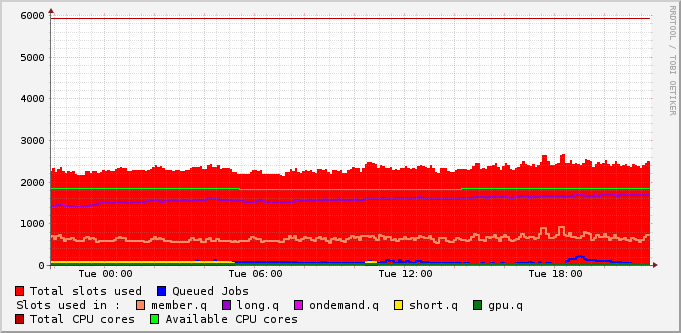 6000
5000
4000
3000
2000
1000
0
Tue 00:00 Tue 06:00 Tue 12:00 Tue 18:00
Total slots used Queued Jobs
Slots used in : member.q long.q ondemand.q short.q gpu.q
Total CPU cores Available CPU cores
RRDTOOL / TOBI OETIKER